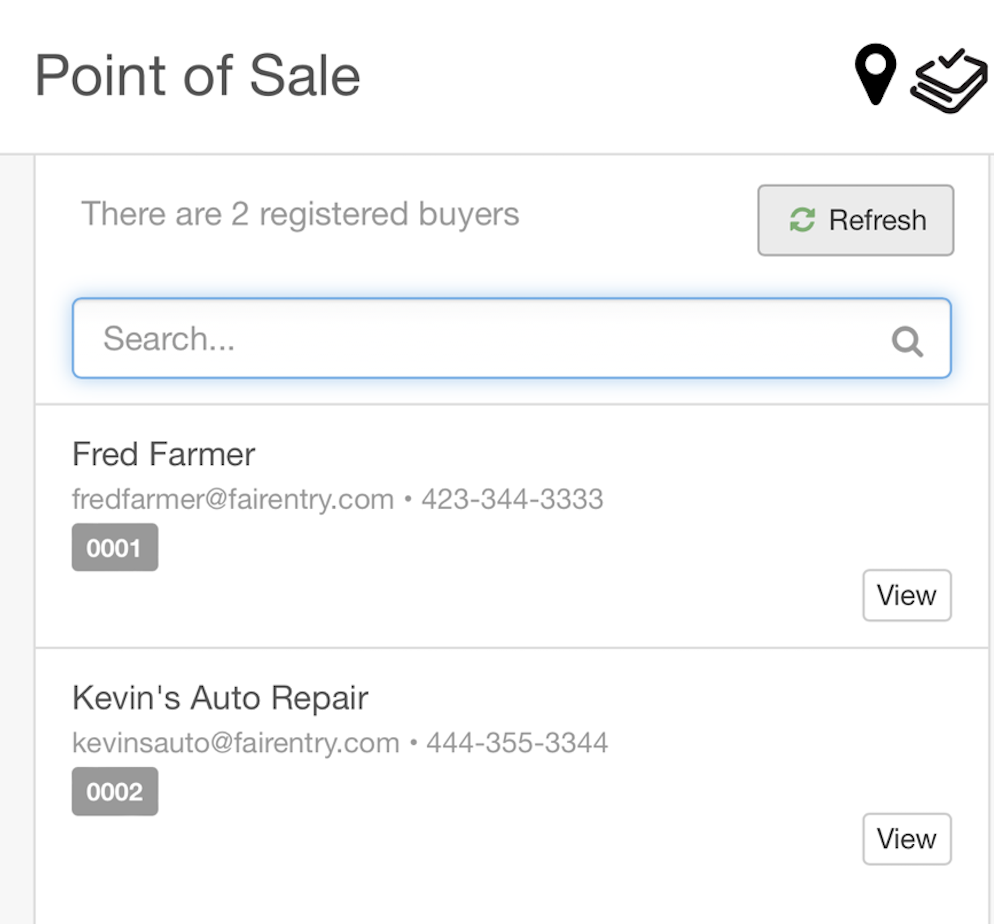 Point of Sale
There are 2 registered buyers
Refresh
Search...
Fred Farmer
fredfarmer@fairentry.com • 423-344-3333
0001
View
Kevin's Auto Repair
kevinsauto@fairentry.com • 444-355-3344
0002
View